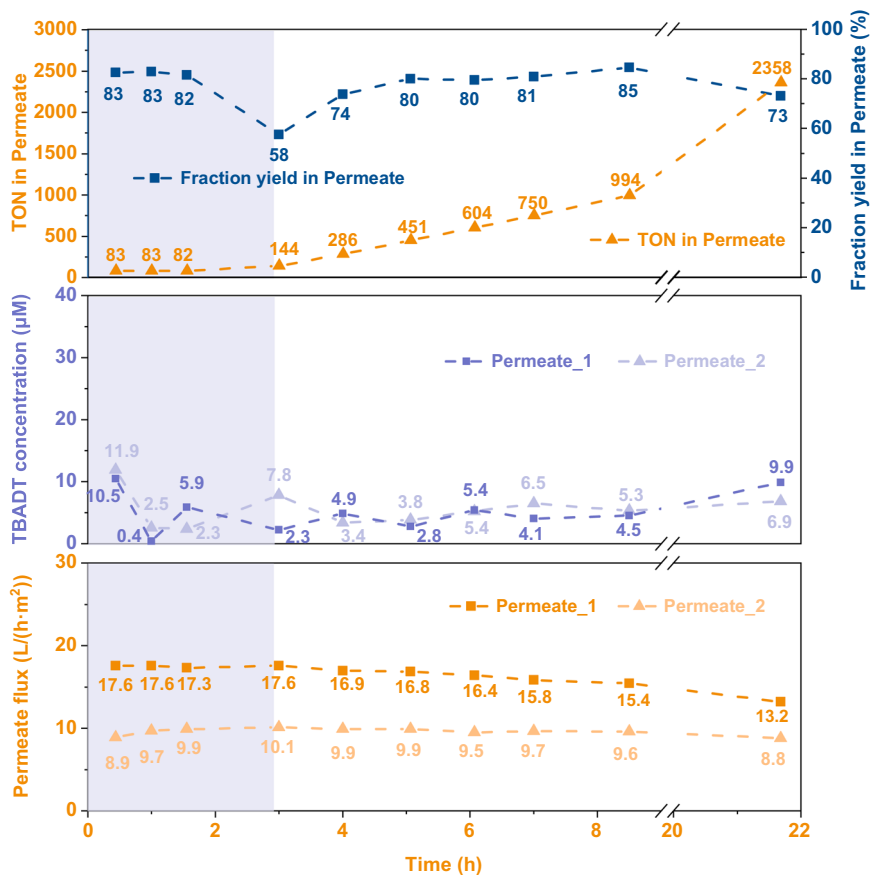 TON in Permeate
3000
2500
2000
1500
1000
500
0
Fraction yield in Permeate (%)
100
80
60
40
20
0
83 83 82 58 74 80 80 81 85 73
Fraction yield in Permeate
83 83 82 144 286 451 604 750 994 2358
TON in Permeate
TBADT concentration (μM)
40
30
20
10
0
Permeate_1 Permeate_2
11.9 2.5 2.3 7.8 3.4 3.8 5.4 6.5 5.3 6.9
10.5 0.4 5.9 2.3 4.9 2.8 5.4 4.1 4.5 9.9
Permeate flux (L/(h·m²))
30
20
10
0
Permeate_1 Permeate_2
17.6 17.6 17.3 17.6 16.9 16.8 16.4 15.8 15.4 13.2
8.9 9.7 9.9 10.1 9.9 9.9 9.5 9.7 9.6 8.8
0 2 4 6 8 20 22
Time (h)